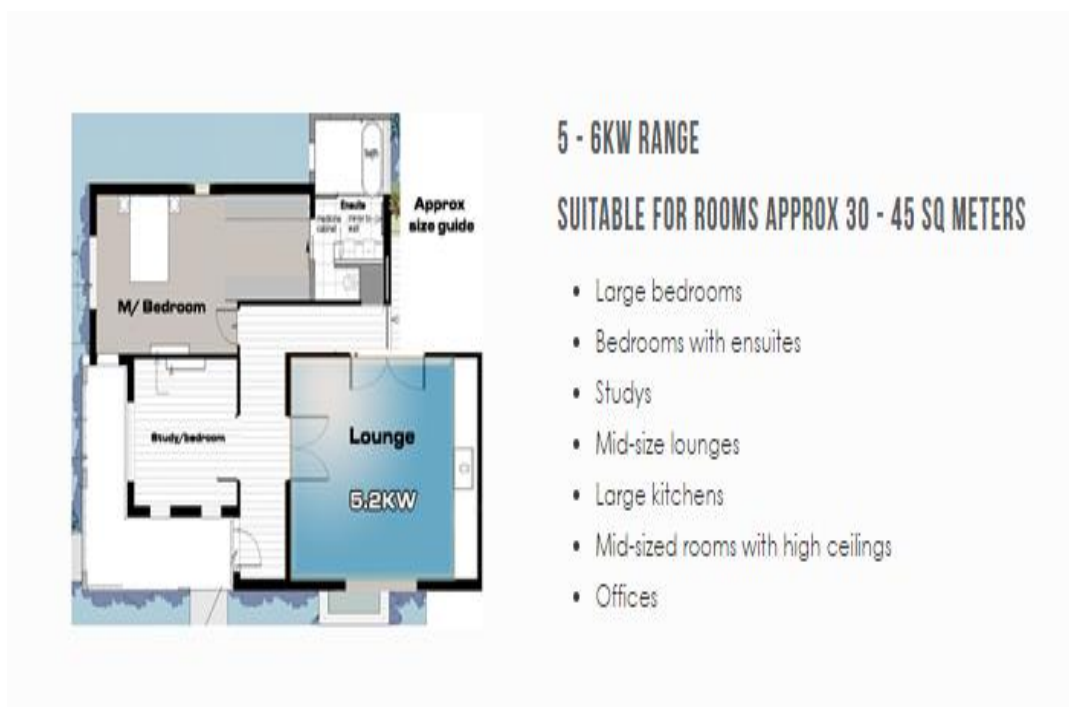 5 - 6KW RANGE
SUITABLE FOR ROOMS APPROX 30 - 45 SQ METERS
Large bedrooms
Bedrooms with ensuites
Studys
Mid-size lounges
Large kitchens
Mid-sized rooms with high ceilings
Offices
bath
Approx
size guide
Ensuite
cabinet
M/ Bedroom
Study/bedroom
Lounge
5.2KW